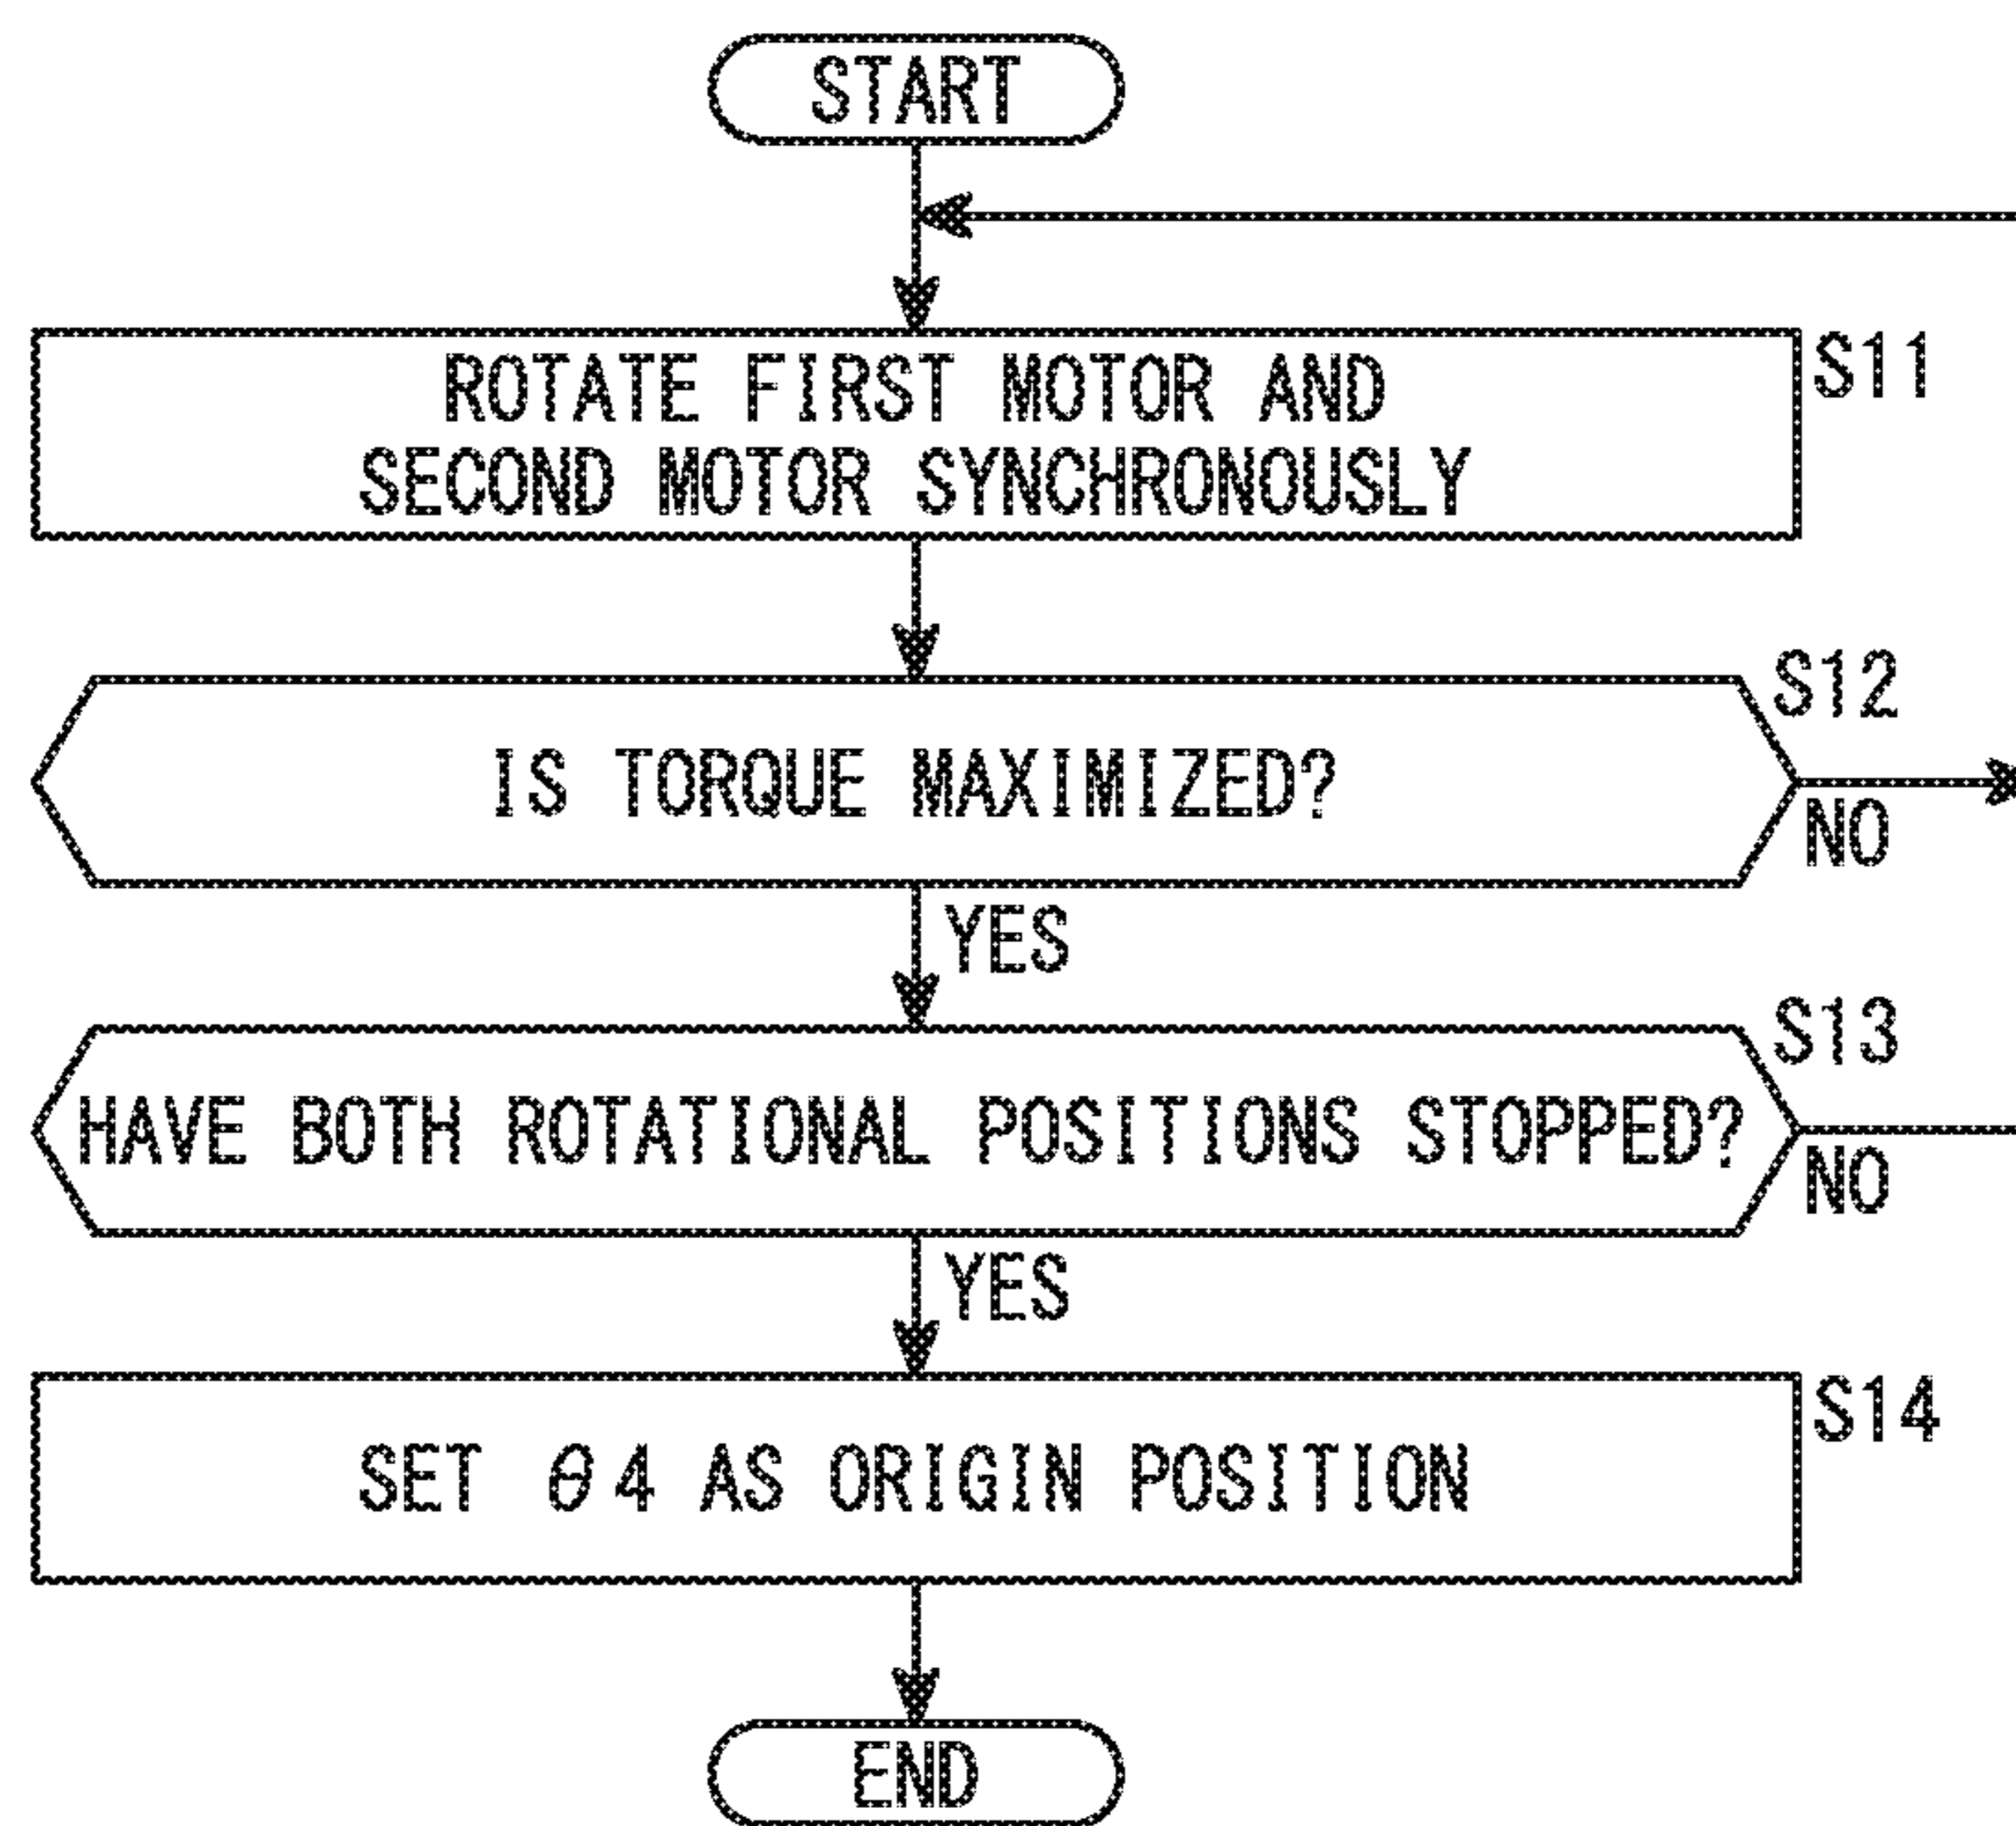 START
ROTATE FIRST MOTOR AND
SECOND MOTOR SYNCHRONOUSLY
S11
S12
IS TORQUE MAXIMIZED?
NO
YES
S13
HAVE BOTH ROTATIONAL POSITIONS STOPPED?
NO
YES
S14
SET θ4 AS ORIGIN POSITION
END